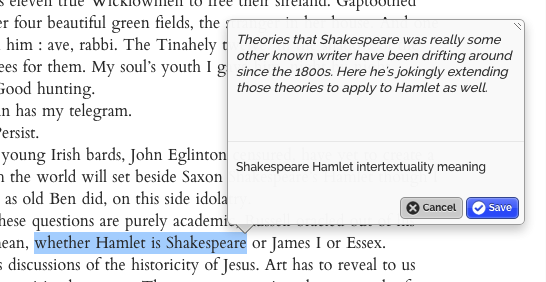 s eleven true Wicklowmen to free their sireland. Gaptoothed
er four beautiful green fields, the
him : ave, rabbi. The Tinahely t
ees for them. My soul's youth I g
Good hunting.
n has my telegram.
Persist.
young Irish bards, John Eglinton
n the world will set beside Saxon
as old Ben did, on this side idola
hese questions are purely academic,
ean, whether Hamlet is Shakespeare or James I or Essex.
s discussions of the historicity of Jesus. Art has to reveal to us
Theories that Shakespeare was really some
other known writer have been drifting around
since the 1800s. Here he's jokingly extending
those theories to apply to Hamlet as well.
Shakespeare Hamlet intertextuality meaning
Cancel
Save